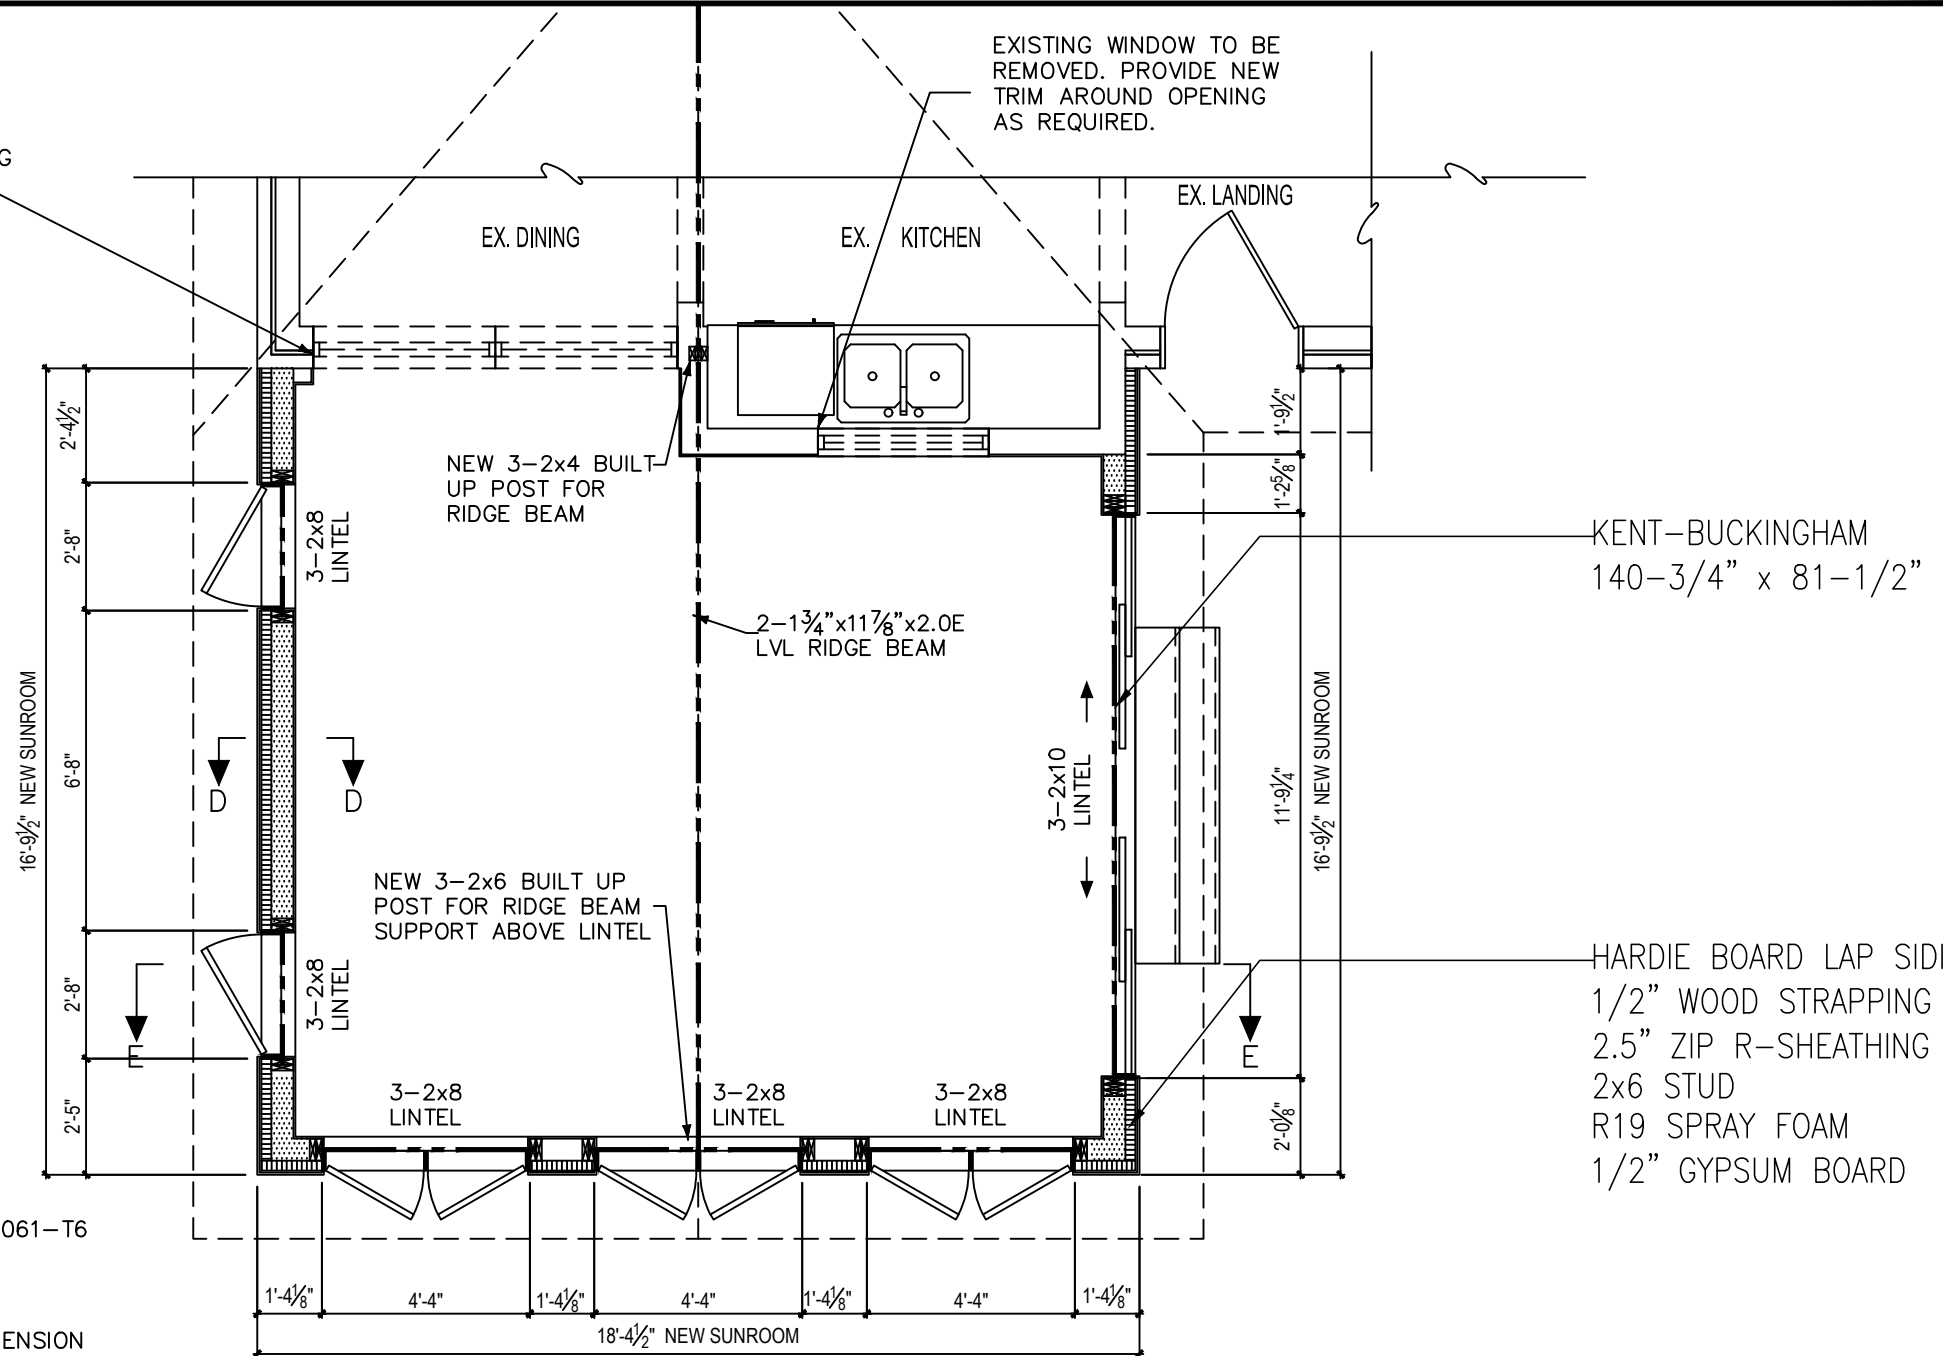 EXISTING WINDOW TO BE
REMOVED. PROVIDE NEW
TRIM AROUND OPENING
AS REQUIRED.
G
EX. LANDING
EX. DINING
EX. KITCHEN
2'-4½"
1'-9½"
NEW 3-2x4 BUILT
UP POST FOR
RIDGE BEAM
1'-2⅝"
3-2x8
LINTEL
2'-8"
KENT-BUCKINGHAM
140-3/4" x 81-1/2"
2-1¾"x11⅞"x2.0E
LVL RIDGE BEAM
16'-9½" NEW SUNROOM
6'-8"
D
D
3-2x10
LINTEL
11'-9¼"
16'-9½" NEW SUNROOM
NEW 3-2x6 BUILT UP
POST FOR RIDGE BEAM
SUPPORT ABOVE LINTEL
2'-8"
3-2x8
LINTEL
E
E
HARDIE BOARD LAP SIDI
1/2" WOOD STRAPPING
2.5" ZIP R-SHEATHING
2x6 STUD
R19 SPRAY FOAM
1/2" GYPSUM BOARD
2'-5"
3-2x8
LINTEL
3-2x8
LINTEL
3-2x8
LINTEL
2'-0⅛"
061-T6
1'-4⅛"
4'-4"
1'-4⅛"
4'-4"
1'-4⅛"
4'-4"
1'-4⅛"
18'-4½" NEW SUNROOM
ENSION